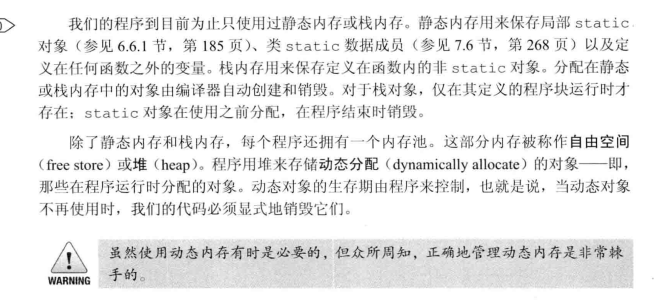 我们的程序到目前为止只使用过静态内存或栈内存。静态内存用来保存局部 static
对象（参见 6.6.1 节，第 185 页）、类 static 数据成员（参见 7.6 节，第 268 页）以及定
义在任何函数之外的变量。栈内存用来保存定义在函数内的非 static 对象。分配在静态
或栈内存中的对象由编译器自动创建和销毁。对于栈对象，仅在其定义的程序块运行时才
存在；static 对象在使用之前分配，在程序结束时销毁。
除了静态内存和栈内存，每个程序还拥有一个内存池。这部分内存被称作自由空间
（free store）或堆（heap）。程序用堆来存储动态分配（dynamically allocate）的对象——即，
那些在程序运行时分配的对象。动态对象的生存期由程序来控制，也就是说，当动态对象
不再使用时，我们的代码必须显式地销毁它们。
虽然使用动态内存有时是必要的，但众所周知，正确地管理动态内存是非常棘
手的。
WARNING